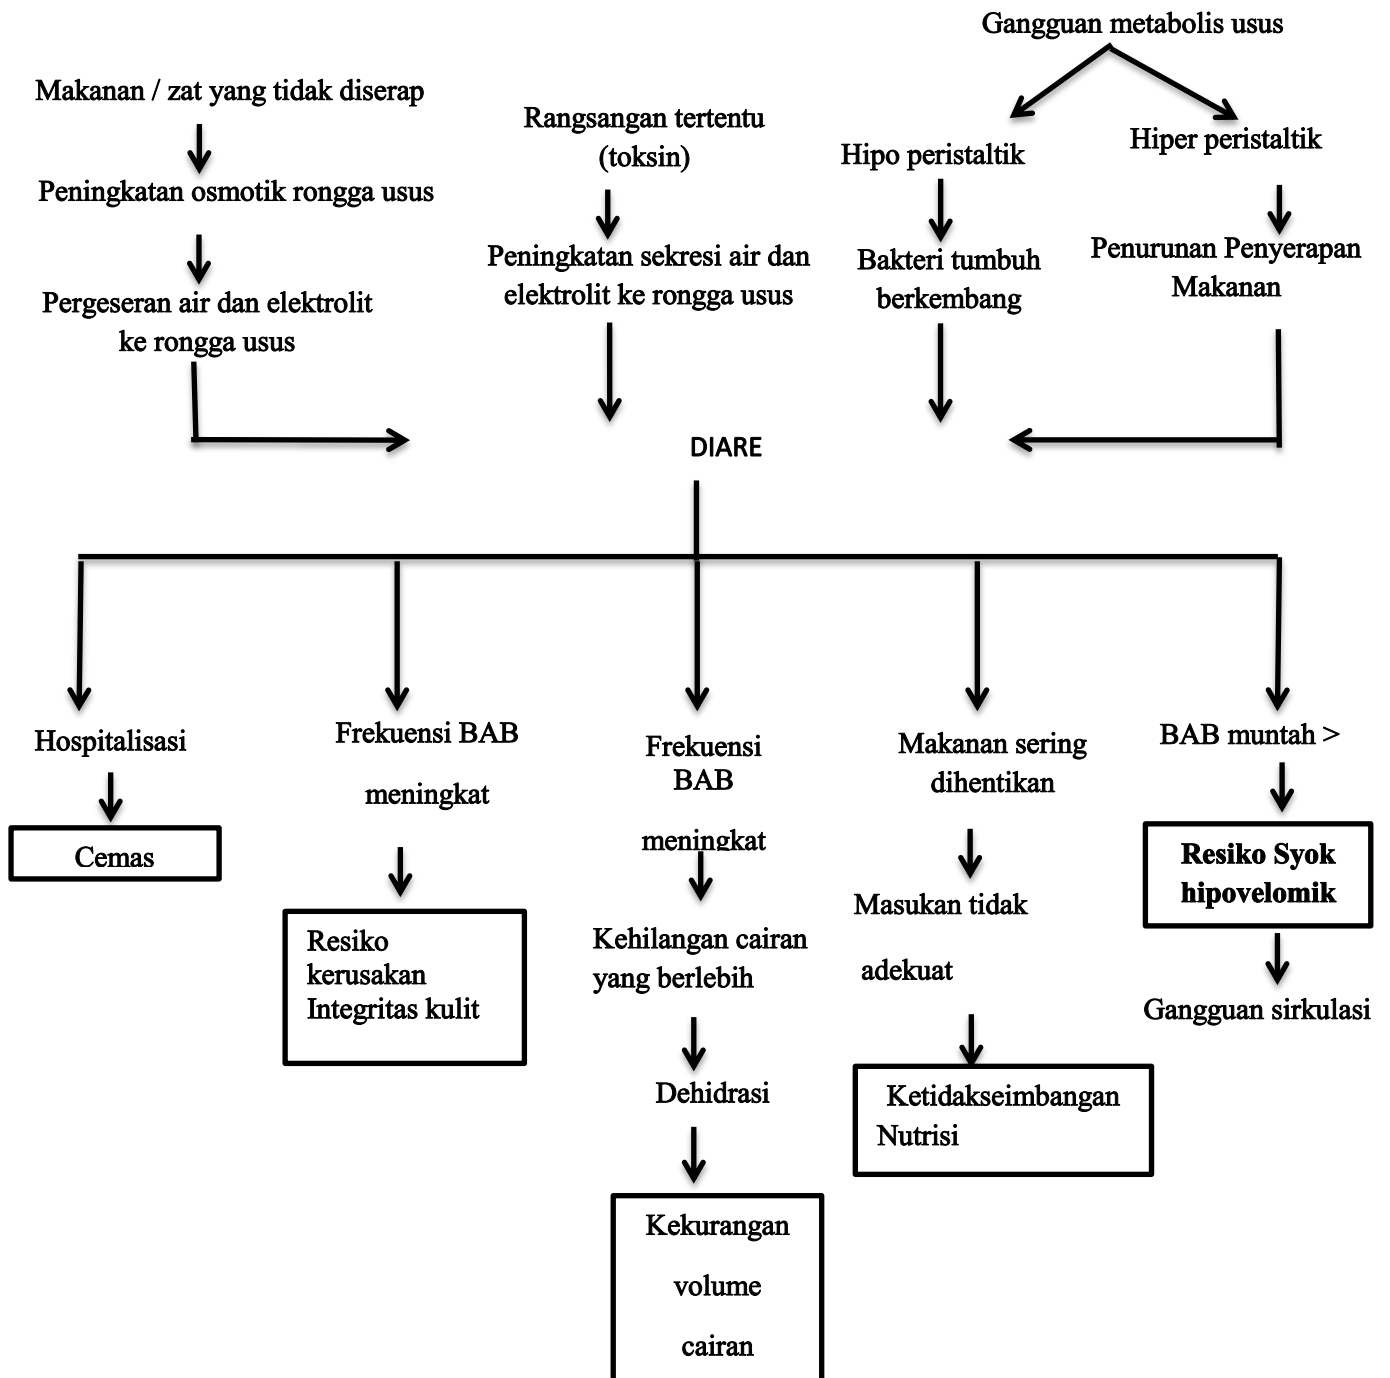 Gangguan metabolis usus
Makanan / zat yang tidak diserap
Rangsangan tertentu
(toksin)
Hipo peristaltik
Hiper peristaltik
Peningkatan osmotik rongga usus
Peningkatan sekresi air dan
elektrolit ke rongga usus
Bakteri tumbuh
berkembang
Penurunan Penyerapan
Makanan
Pergeseran air dan elektrolit
ke rongga usus
DIARE
Hospitalisasi
Cemas
Frekuensi BAB
meningkat
Resiko
kerusakan
Integritas kulit
Frekuensi
BAB
meningkat
Kehilangan cairan
yang berlebih
Dehidrasi
Kekurangan
volume
cairan
Makanan sering
dihentikan
Masukan tidak
adekuat
Ketidakseimbangan
Nutrisi
BAB muntah >
Resiko Syok
hipovelomik
Gangguan sirkulasi